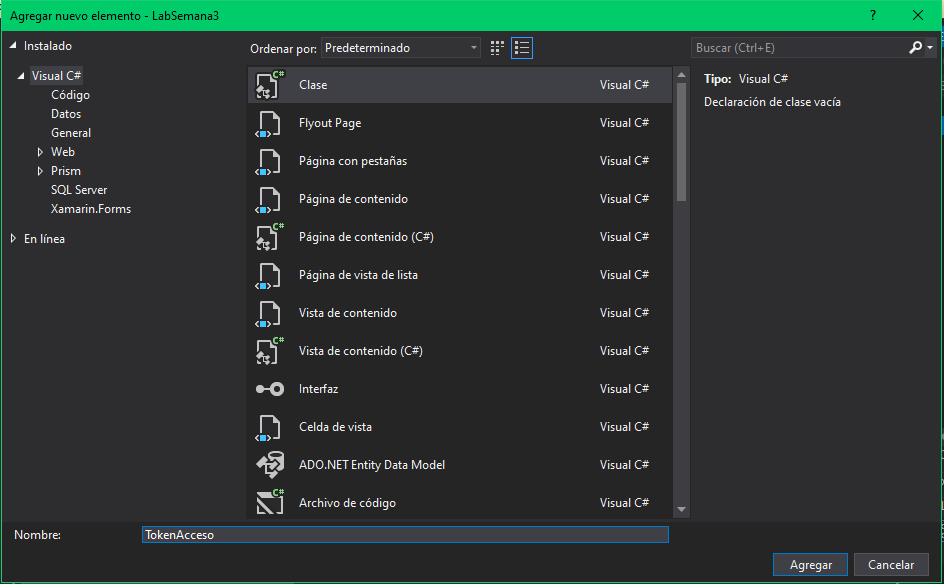 Agregar nuevo elemento - LabSemana3
?
Instalado
Visual C#
Código
Datos
General
Web
Prism
SQL Server
Xamarin.Forms
En línea
Ordenar por: Predeterminado
Buscar (Ctrl+E)
C# Clase Visual C#
Flyout Page Visual C#
Página con pestañas Visual C#
Página de contenido Visual C#
C# Página de contenido (C#) Visual C#
Página de vista de lista Visual C#
Vista de contenido Visual C#
C# Vista de contenido (C#) Visual C#
Interfaz Visual C#
Celda de vista Visual C#
ADO.NET Entity Data Model Visual C#
C# Archivo de código Visual C#
Tipo: Visual C#
Declaración de clase vacía
Nombre: TokenAcceso
Agregar Cancelar